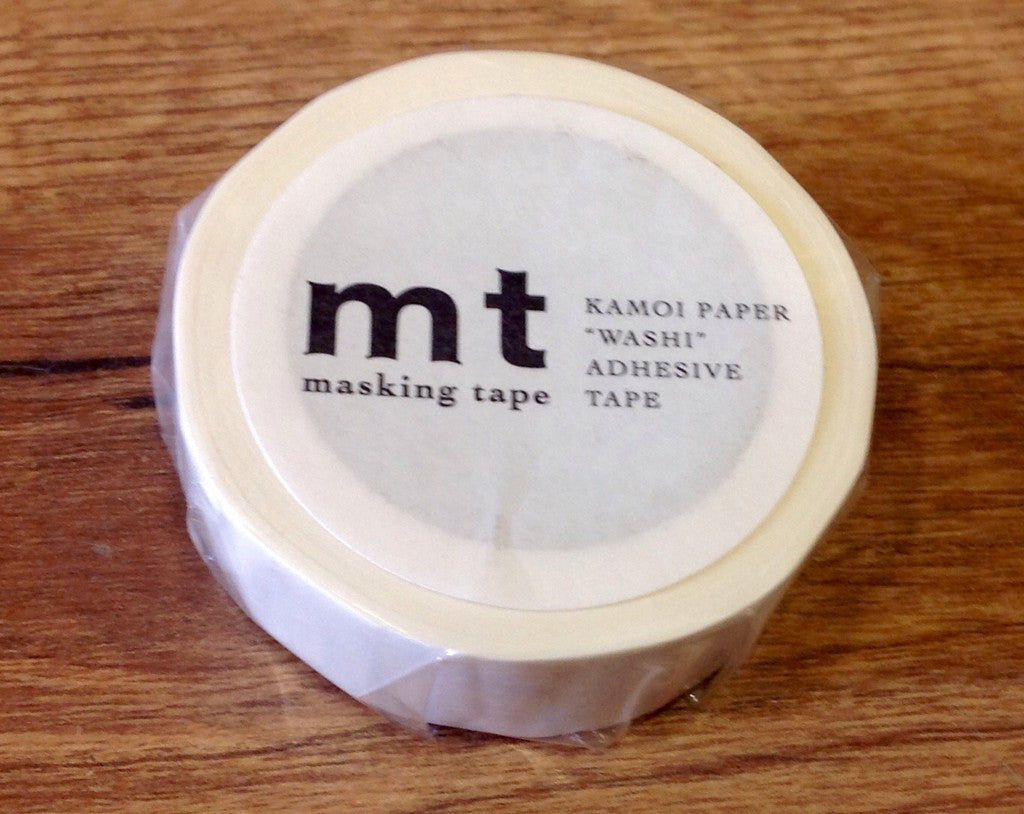 mt
masking tape
KAMOI PAPER
"WASHI"
ADHESIVE
TAPE